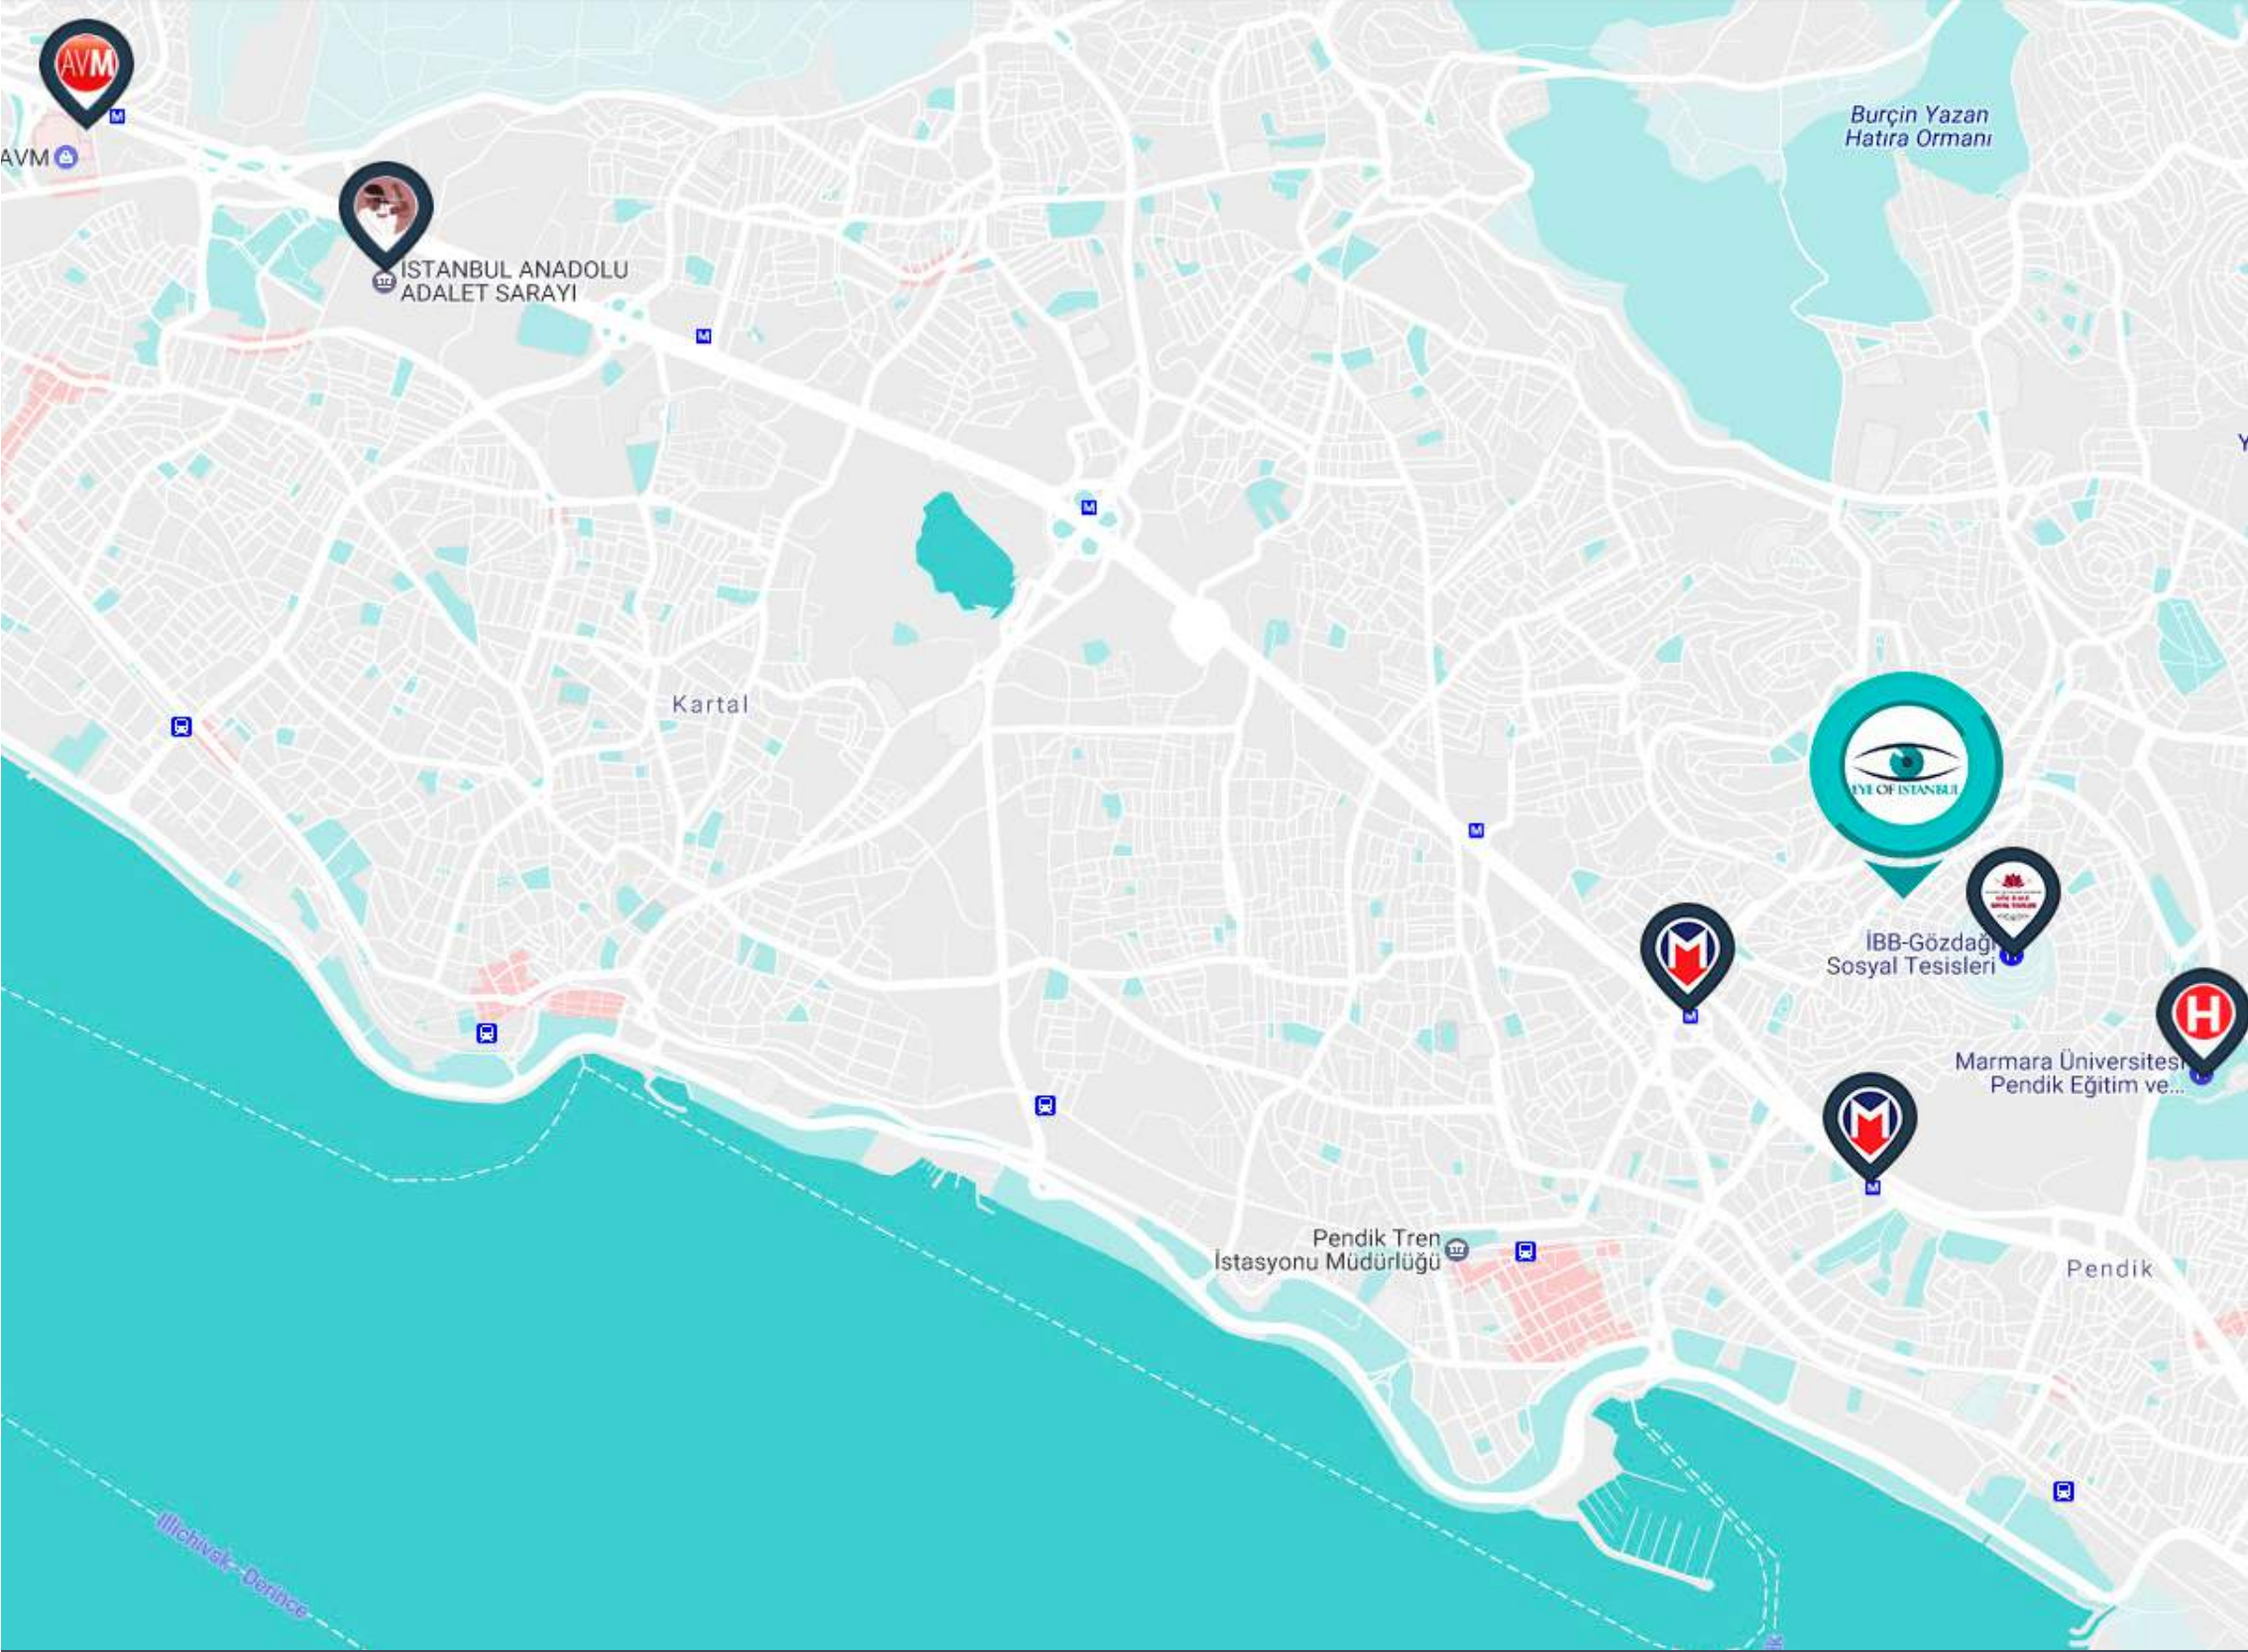 AVM
M
AVM
Burçin Yazan
Hatıra Ormanı
ISTANBUL ANADOLU
ADALET SARAYI
M
Y
M
Kartal
EYE OF ISTANBUL
M
İBB-Gözdağı
Sosyal Tesisleri
M
M
H
Marmara Üniversitesi
Pendik Eğitim ve...
M
M
Pendik Tren
İstasyonu Müdürlüğü
Pendik
Illichivsk - Derince